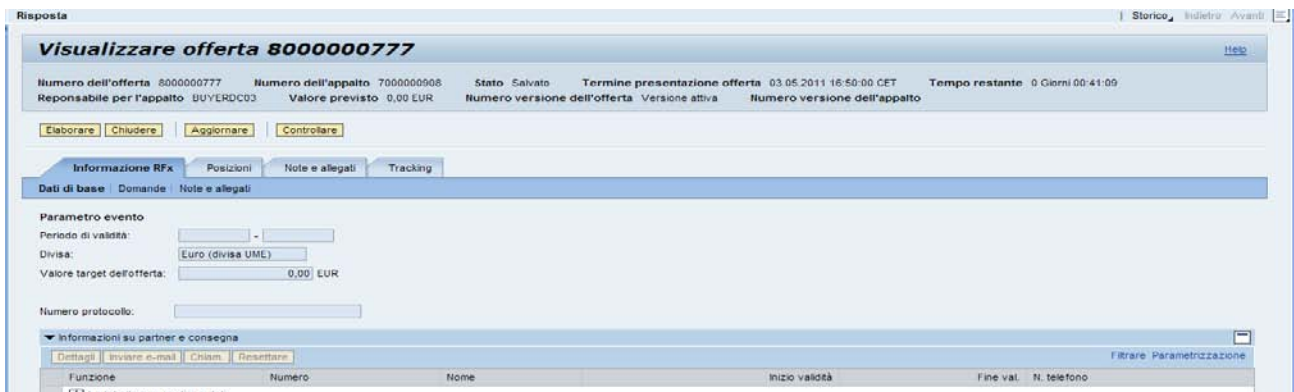 Risposta
Storico Indietro Avanti
Visualizzare offerta 8000000777
Help
Numero dell'offerta 8000000777 Numero dell'appalto 7000000908 Stato Salvato Termine presentazione offerta 03.05.2011 16:50:00 CET Tempo restante 0 Giorni 00:41:09
Reponsabile per l'appalto BUYERDC03 Valore previsto 0,00 EUR Numero versione dell'offerta Versione attiva Numero versione dell'appalto
Elaborare Chiudere Aggiornare Controllare
Informazione RFx Posizioni Note e allegati Tracking
Dati di base Domande Note e allegati
Parametro evento
Periodo di validità: -
Divisa: Euro (divisa UME)
Valore target dell'offerta: 0,00 EUR
Numero protocollo:
Informazioni su partner e consegna
Dettagli Inviare e-mail Chiam. Resettare Filtrare Parametrizzazione
Funzione Numero Nome Inizio validità Fine val. N. telefono